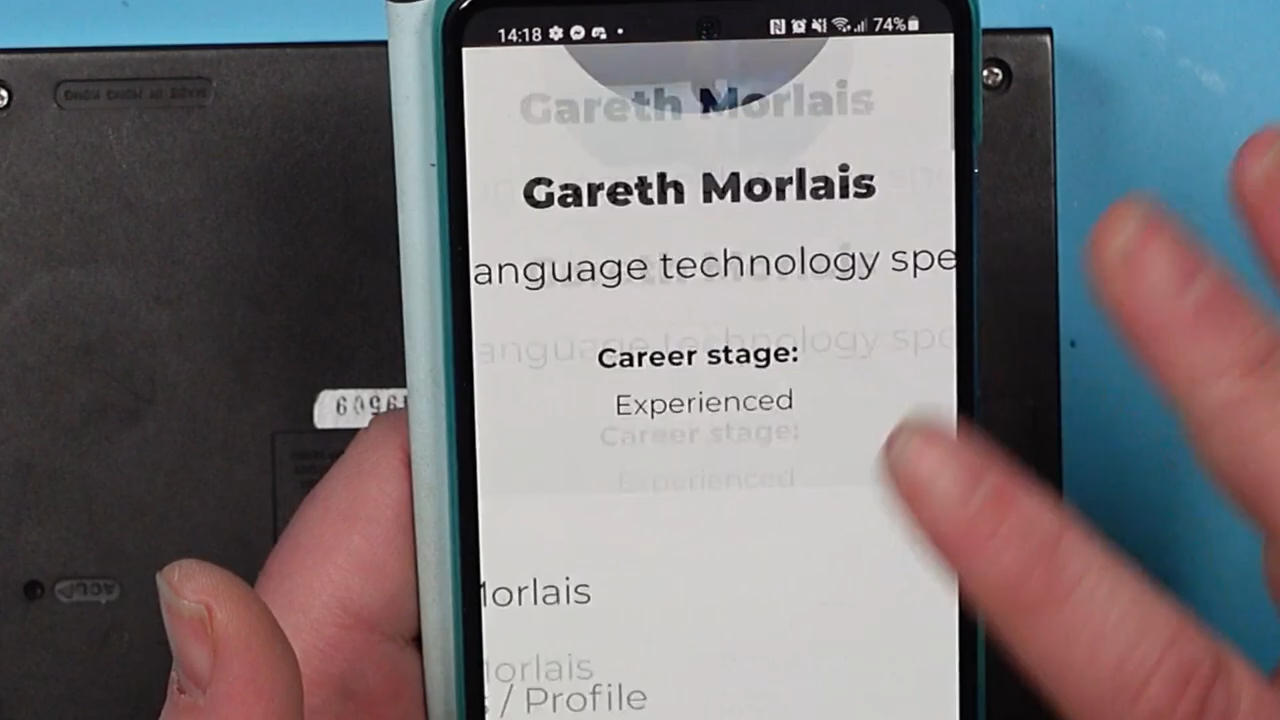 14:18
74%
Gareth Morlais
anguage technology spe
Career stage:
Experienced
Morlais
/ Profile